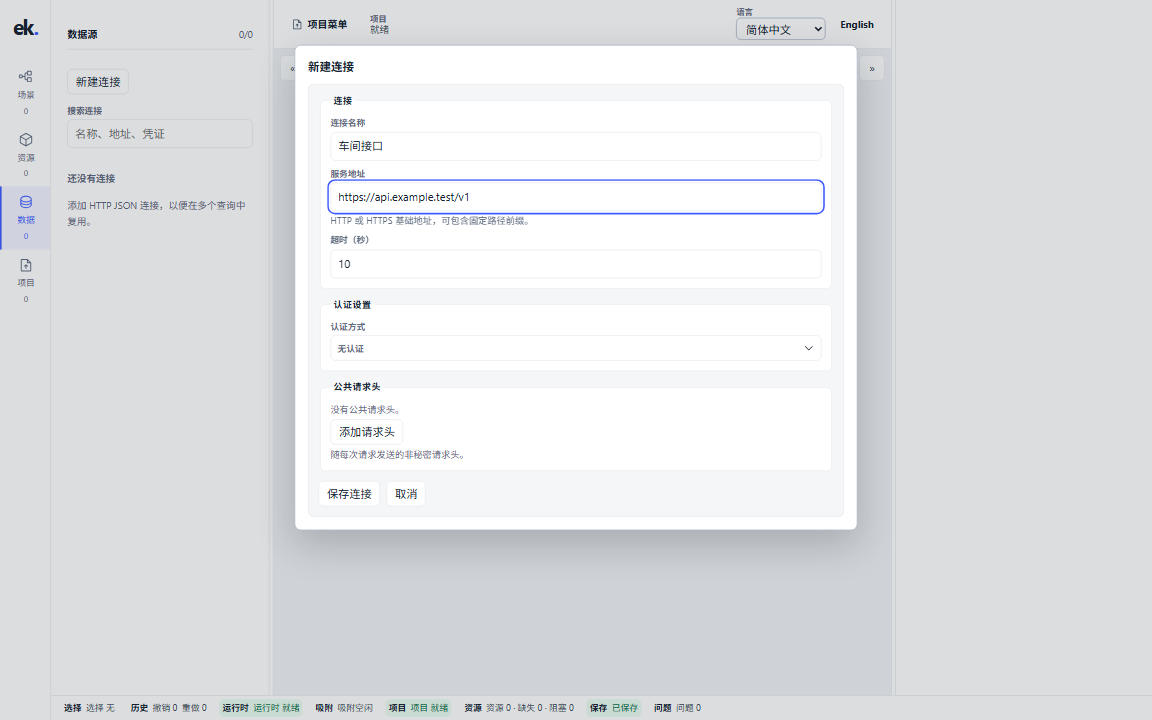 ek.
场景
0
资源
0
数据
0
项目
0
数据源
0/0
新建连接
搜索连接
名称、地址、凭证
还没有连接
添加 HTTP JSON 连接，以便在多个查询中
复用。
项目菜单
项目
就绪
语言
简体中文
English
«
»
新建连接
连接
连接名称
车间接口
服务地址
https://api.example.test/v1
HTTP 或 HTTPS 基础地址，可包含固定路径前缀。
超时（秒）
10
认证设置
认证方式
无认证
公共请求头
没有公共请求头。
添加请求头
随每次请求发送的非秘密请求头。
保存连接
取消
选择 选择 无 历史 撤销 0 重做 0 运行时 运行时 就绪 吸附 吸附空闲 项目 项目 就绪 资源 资源 0 · 缺失 0 · 阻塞 0 保存 已保存 问题 问题 0